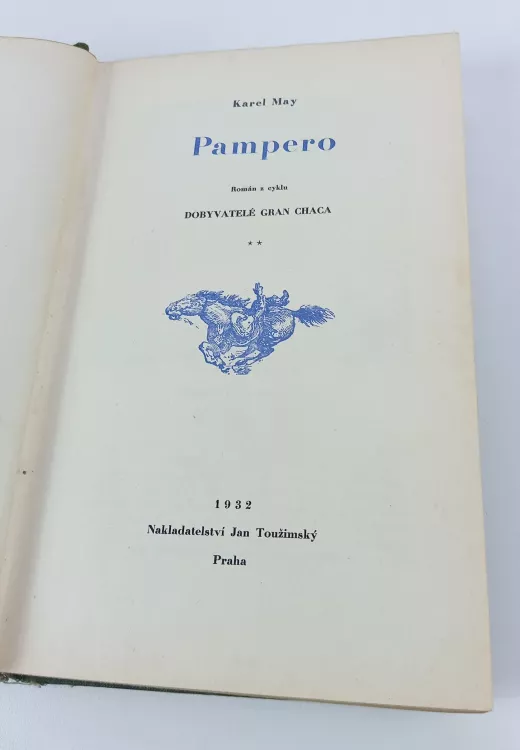 Karel May
Pampero
Román z cyklu
DOBYVATELÉ GRAN CHACA
* *
1932
Nakladatelství Jan Toužimský
Praha